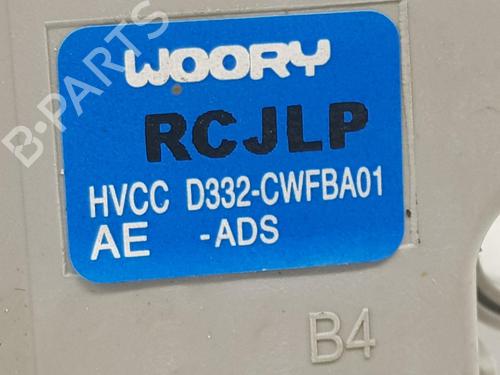 WOORY
RCJLP
HVCC D332-CWFBA01
AE -ADS
B4
B-PARTS